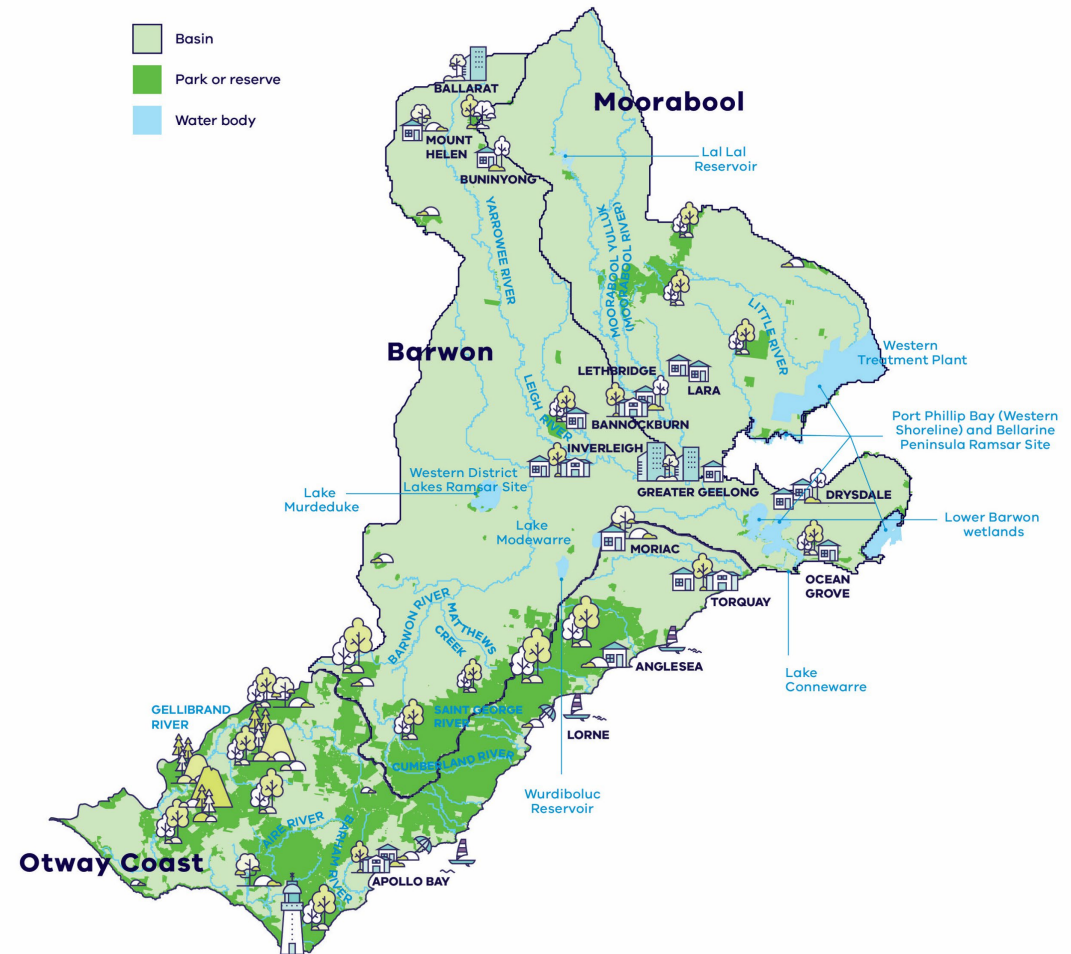 Basin
Park or reserve
Water body
BALLARAT
Moorabool
MOUNT
HELEN
BUNINYONG
Lal Lal
Reservoir
YARROWEE RIVER
MOORABOOL YULLUK
(MOORABOOL RIVER)
LITTLE RIVER
Western
Treatment Plant
Barwon
LETHBRIDGE
LARA
LEIGH RIVER
BANNOCKBURN
Port Phillip Bay (Western
Shoreline) and Bellarine
Peninsula Ramsar Site
INVERLEIGH
Western District
Lakes Ramsar Site
GREATER GEELONG
DRYSDALE
Lake
Murdeduke
Lake
Modewarre
Lower Barwon
wetlands
MORIAC
OCEAN
GROVE
TORQUAY
BARWON RIVER
MATTHEWS
CREEK
ANGLESEA
Lake
Connewarre
GELLIBRAND
RIVER
SAINT GEORGE
RIVER
LORNE
CUMBERLAND RIVER
Wurdiboluc
Reservoir
AIRE RIVER
BARHAM RIVER
Otway Coast
APOLLO BAY